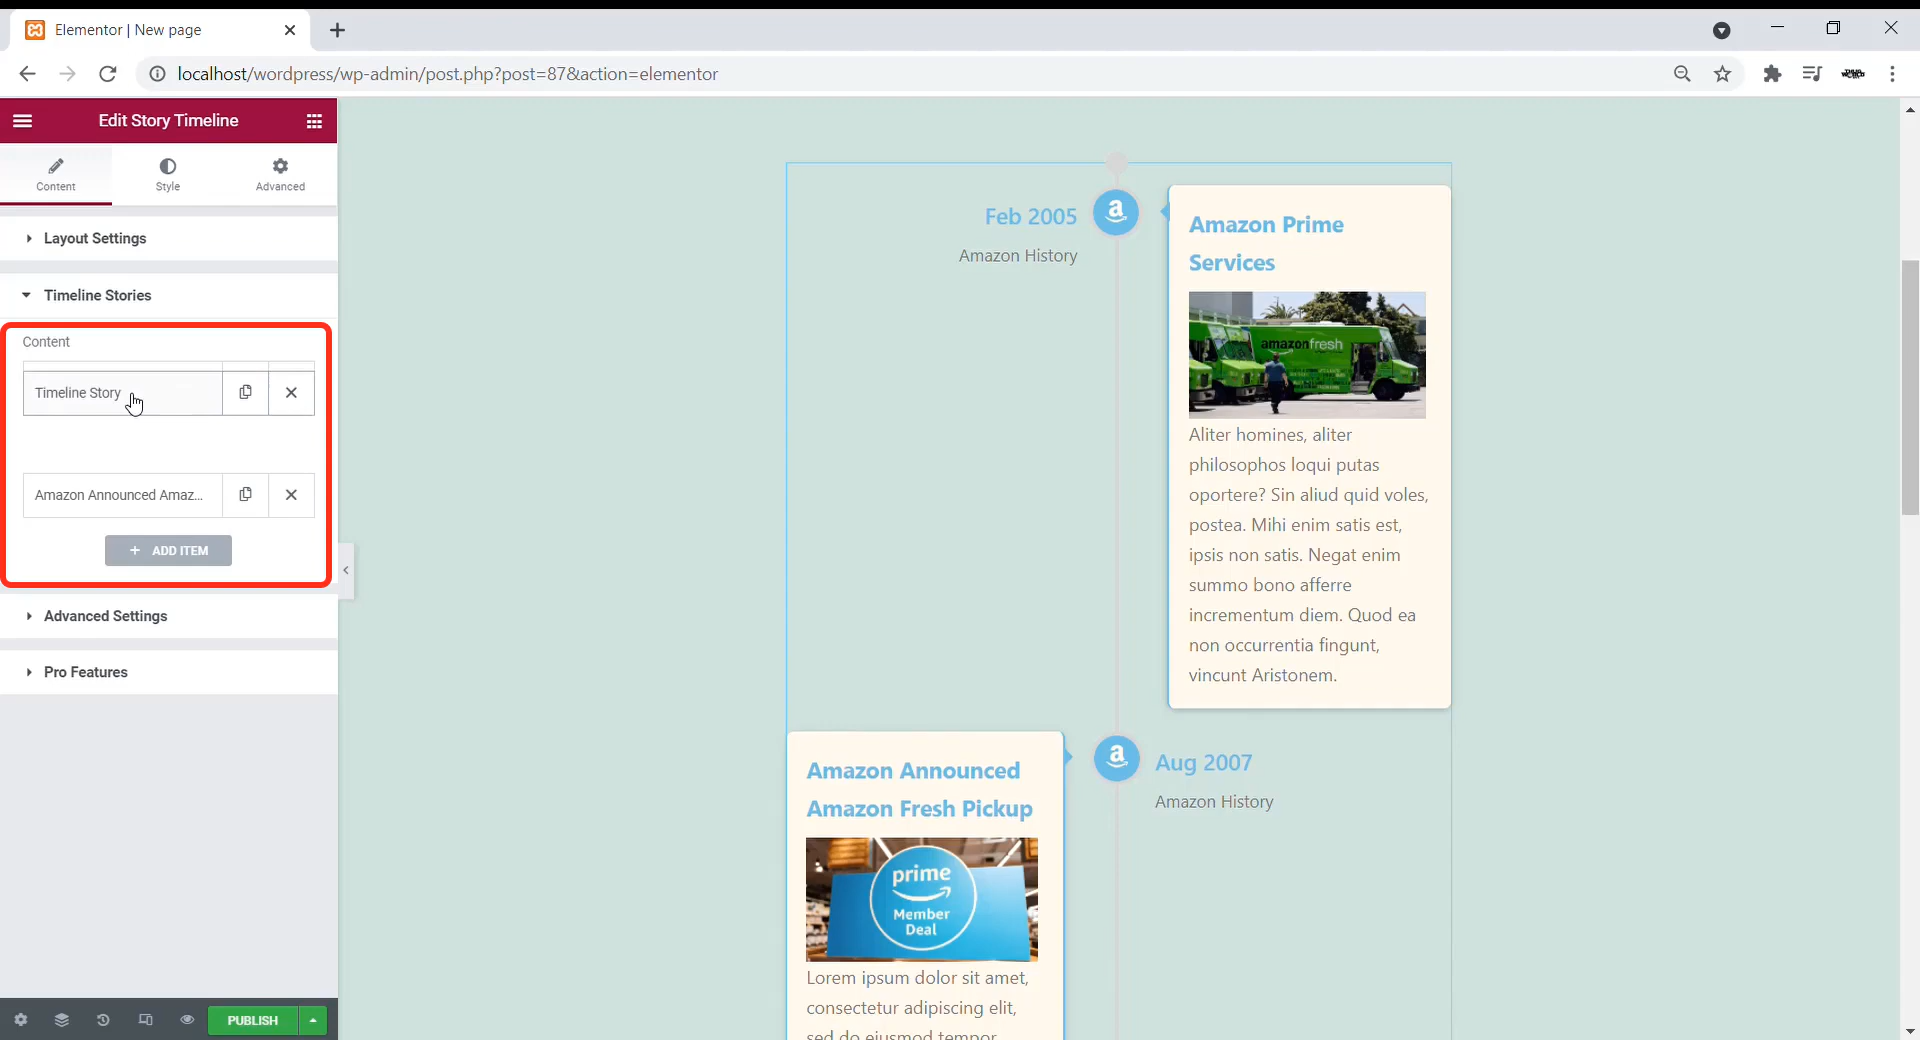 Elementor | New page
localhost/wordpress/wp-admin/post.php?post=87&action=elementor
Edit Story Timeline
Content
Style
Advanced
Layout Settings
Timeline Stories
Content
Timeline Story
Amazon Announced Amaz...
+ ADD ITEM
Advanced Settings
Pro Features
PUBLISH
Feb 2005
Amazon History
Amazon Prime
Services
amazonfresh
Aliter homines, aliter
philosophos loqui putas
oportere? Sin aliud quid voles,
postea. Mihi enim satis est,
ipsis non satis. Negat enim
summo bono afferre
incrementum diem. Quod ea
non occurrentia fingunt,
vincunt Aristonem.
Aug 2007
Amazon History
Amazon Announced
Amazon Fresh Pickup
prime
Member
Deal
Lorem ipsum dolor sit amet,
consectetur adipiscing elit,
sed do eiusmod tempor